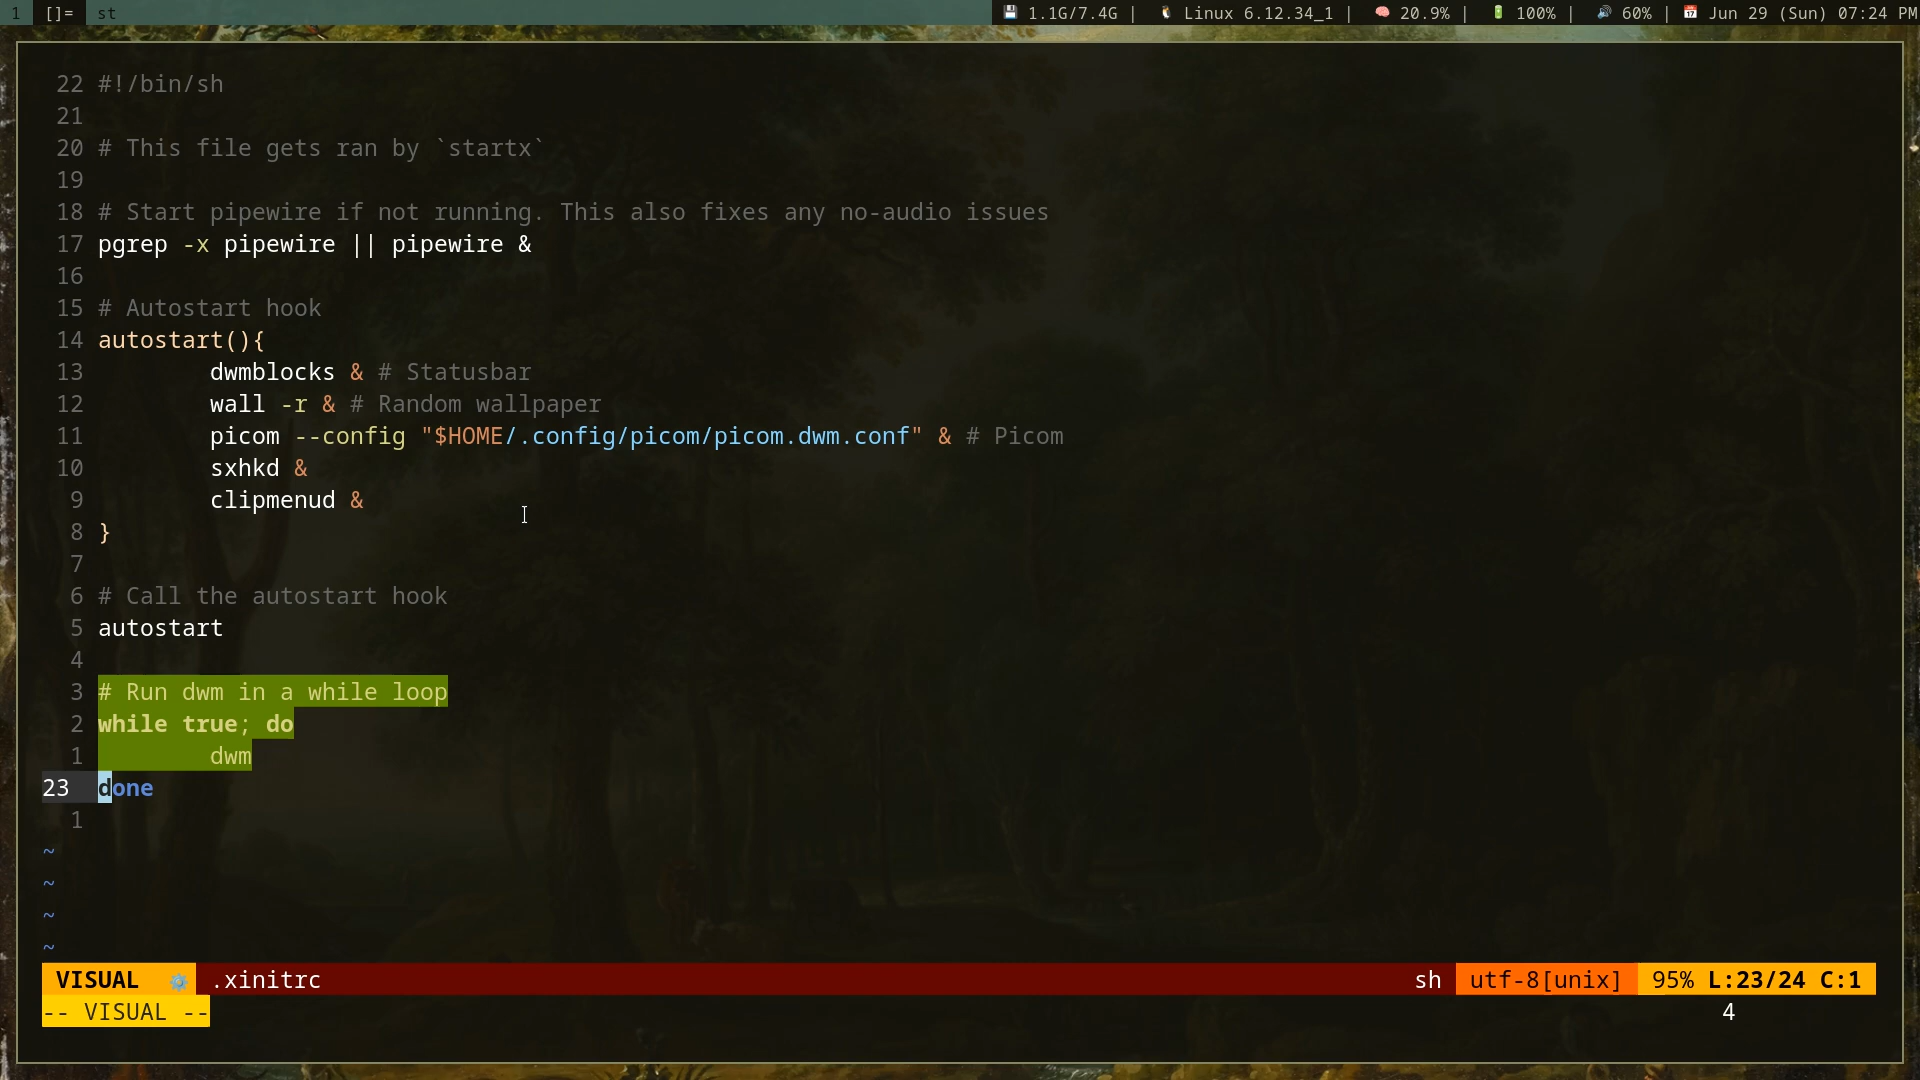 1 []= st 💾 1.1G/7.4G | 🐧 Linux 6.12.34_1 | 🧠 20.9% | 🔋 100% | 🔊 60% | 📅 Jun 29 (Sun) 07:24 PM
22 #!/bin/sh
21
20 # This file gets ran by `startx`
19
18 # Start pipewire if not running. This also fixes any no-audio issues
17 pgrep -x pipewire || pipewire &
16
15 # Autostart hook
14 autostart(){
13         dwmblocks & # Statusbar
12         wall -r & # Random wallpaper
11         picom --config "$HOME/.config/picom/picom.dwm.conf" & # Picom
10         sxhkd &
9         clipmenud &
8 }
7
6 # Call the autostart hook
5 autostart
4
3 # Run dwm in a while loop
2 while true; do
1         dwm
23 done
1
~
~
~
~
VISUAL ⚙️ .xinitrc sh utf-8[unix] 95% L:23/24 C:1
-- VISUAL -- 4